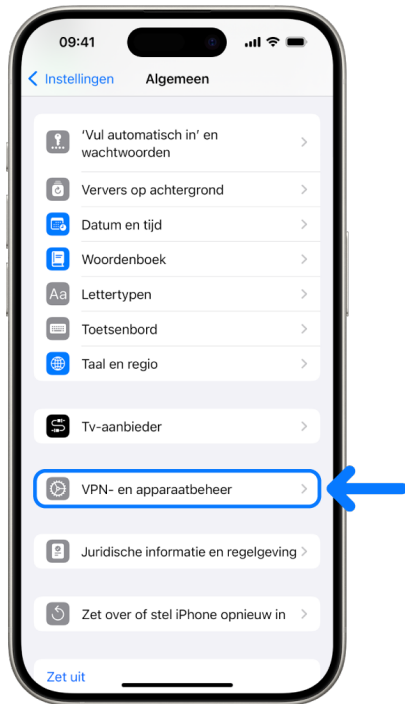 09:41
Instellingen
Algemeen
'Vul automatisch in' en
wachtwoorden
Ververs op achtergrond
Datum en tijd
Woordenboek
Aa
Lettertypen
Toetsenbord
Taal en regio
Tv-aanbieder
VPN- en apparaatbeheer
Juridische informatie en regelgeving
Zet over of stel iPhone opnieuw in
Zet uit